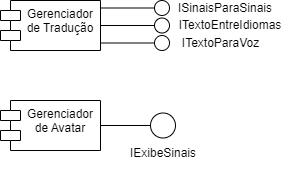 Gerenciador
de Tradução
ISinaisParaSinais
ITextoEntreIdiomas
ITextoParaVoz
Gerenciador
de Avatar
IExibeSinais